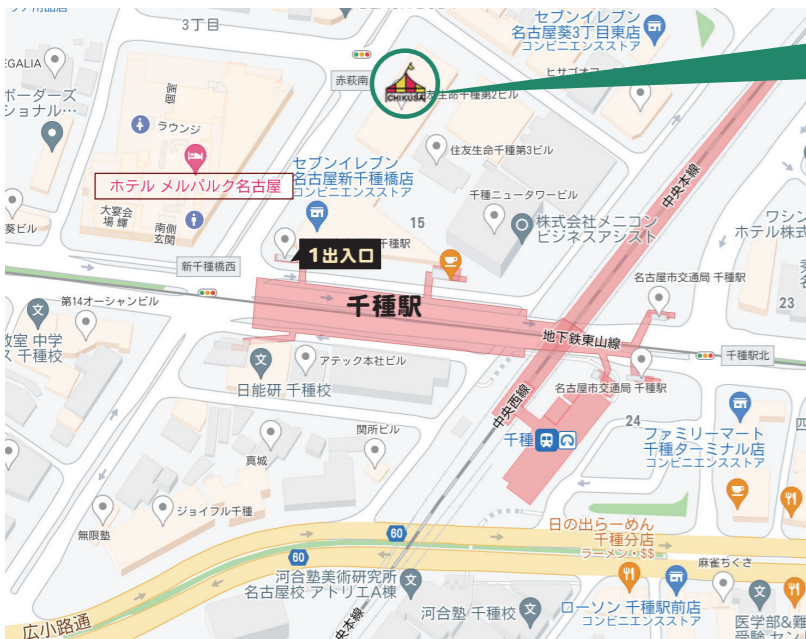 3丁目
セブンイレブン
名古屋葵3丁目東店
コンビニエンスストア
EGALIA
赤萩南
CHIKUSA
友生命千種第2ビル
ボーダーズ
ショナル…
ラウンジ
住友生命千種第3ビル
中央本線
ホテル メルパルク名古屋
セブンイレブン
名古屋新千種橋店
コンビニエンスストア
千種ニュータワービル
大宴会
場 輝
南側
玄関
葵ビル
15
株式会社メニコン
ビジネスアシスト
ワシン
ホテル株式
新千種橋西
1出入口
千種駅
名古屋市交通局 千種駅
23
第14オーシャンビル
千種駅
地下鉄東山線
教室 中学
ス 千種校
アテック本社ビル
千種駅北
日能研 千種校
名古屋市交通局 千種駅
中央西線
24
関所ビル
千種
ファミリーマート
千種ターミナル店
コンビニエンスストア
四
真城
ジョイフル千種
無限塾
60
日の出らーめん
千種分店
ラーメン・$$
60
河合塾美術研究所
名古屋校 アトリエA棟
麻雀ちくさ
広小路通
央本線
河合塾 千種校
ローソン 千種駅前店
コンビニエンスストア
医学部&難
受験 セン